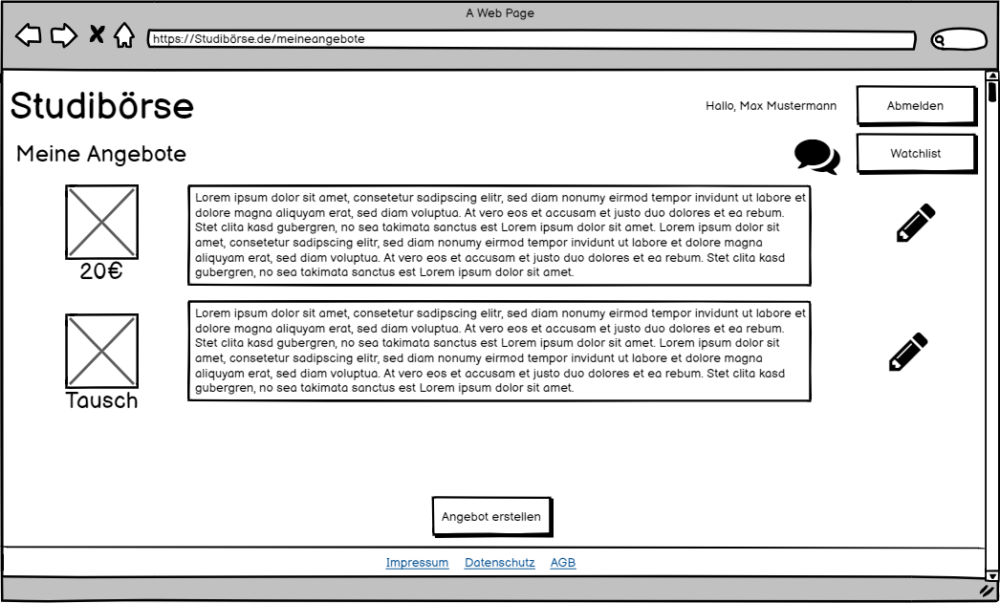 A Web Page
https://Studibörse.de/meineangebote
Studibörse
Hallo, Max Mustermann
Abmelden
Meine Angebote
Watchlist
Lorem ipsum dolor sit amet, consetetur sadipscing elitr, sed diam nonumy eirmod tempor invidunt ut labore et
dolore magna aliquyam erat, sed diam voluptua. At vero eos et accusam et justo duo dolores et ea rebum.
Stet clita kasd gubergren, no sea takimata sanctus est Lorem ipsum dolor sit amet. Lorem ipsum dolor sit
amet, consetetur sadipscing elitr, sed diam nonumy eirmod tempor invidunt ut labore et dolore magna
aliquyam erat, sed diam voluptua. At vero eos et accusam et justo duo dolores et ea rebum. Stet clita kasd
gubergren, no sea takimata sanctus est Lorem ipsum dolor sit amet.
20€
Lorem ipsum dolor sit amet, consetetur sadipscing elitr, sed diam nonumy eirmod tempor invidunt ut labore et
dolore magna aliquyam erat, sed diam voluptua. At vero eos et accusam et justo duo dolores et ea rebum.
Stet clita kasd gubergren, no sea takimata sanctus est Lorem ipsum dolor sit amet. Lorem ipsum dolor sit
amet, consetetur sadipscing elitr, sed diam nonumy eirmod tempor invidunt ut labore et dolore magna
aliquyam erat, sed diam voluptua. At vero eos et accusam et justo duo dolores et ea rebum. Stet clita kasd
gubergren, no sea takimata sanctus est Lorem ipsum dolor sit amet.
Tausch
Angebot erstellen
Impressum Datenschutz AGB